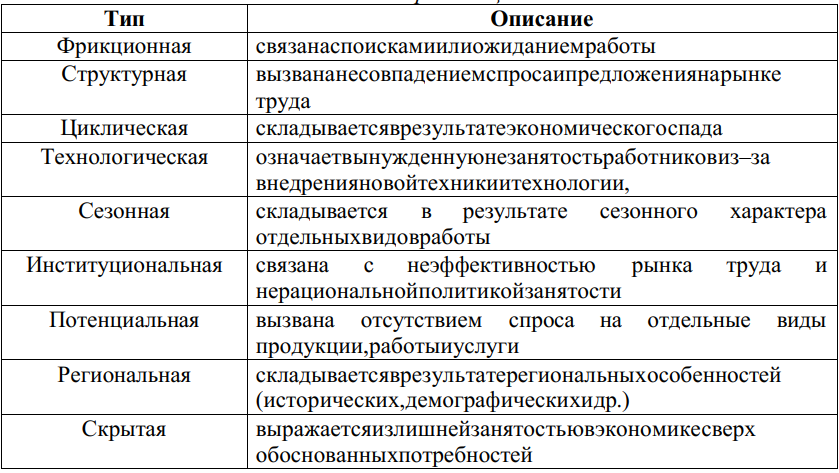 Тип Описание
Фрикционная связанаспоискамиилиожиданиемработы
Структурная вызвананесовпадениемспросаипредложениянарынке
труда
Циклическая складываетсяврезультатеэкономическогоспада
Технологическая означаетвынужденнуюнезанятостьработниковиз–за
внедренияновойтехникиитехнологии,
Сезонная складывается в результате сезонного характера
отдельныхвидовработы
Институциональная связана с неэффективностью рынка труда и
нерациональнойполитикойзанятости
Потенциальная вызвана отсутствием спроса на отдельные виды
продукции,работыиуслуги
Региональная складываетсяврезультатерегиональныхособенностей
(исторических,демографическихидр.)
Скрытая выражаетсяизлишнейзанятостьювэкономикесверх
обоснованныхпотребностей